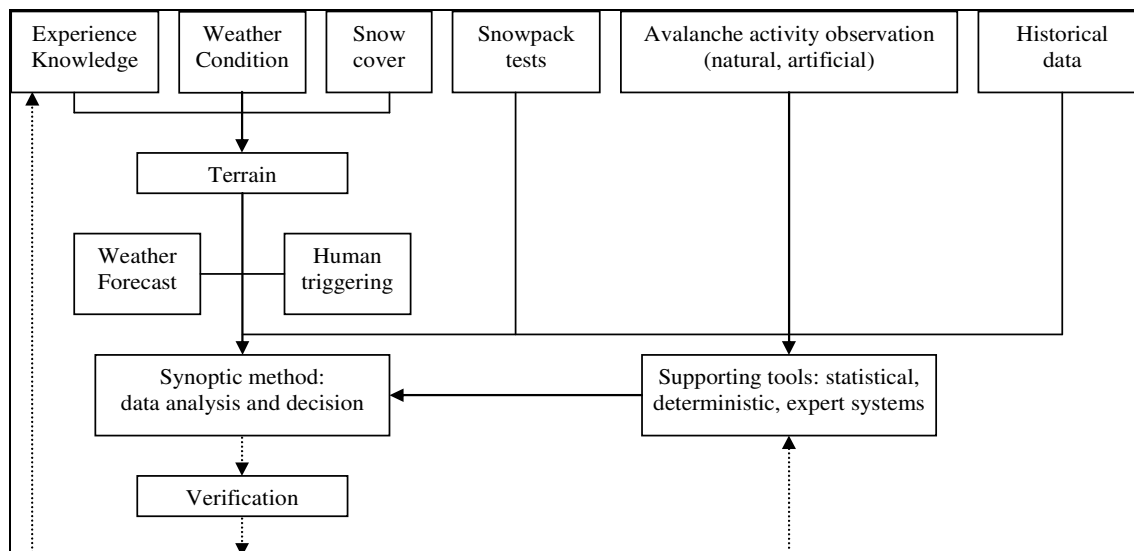 Experience
Knowledge
Weather
Condition
Snow
cover
Snowpack
tests
Avalanche activity observation
(natural, artificial)
Historical
data
Terrain
Weather
Forecast
Human
triggering
Synoptic method:
data analysis and decision
Supporting tools: statistical,
deterministic, expert systems
Verification